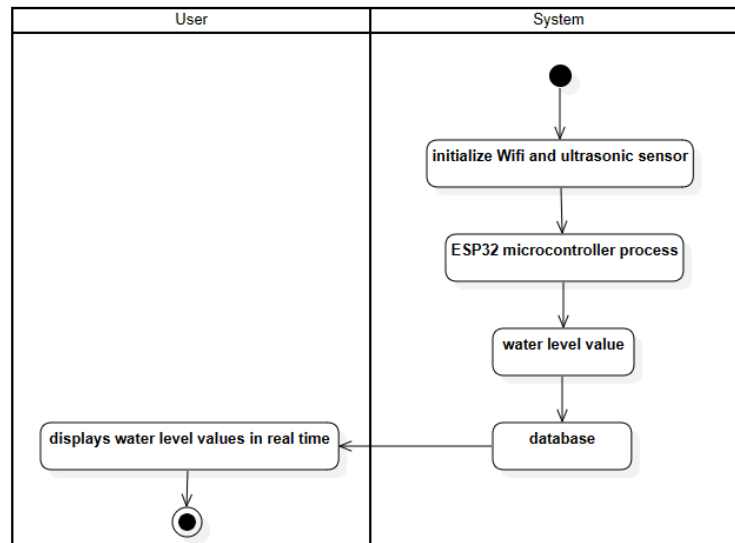 User
System
initialize Wifi and ultrasonic sensor
ESP32 microcontroller process
water level value
database
displays water level values in real time